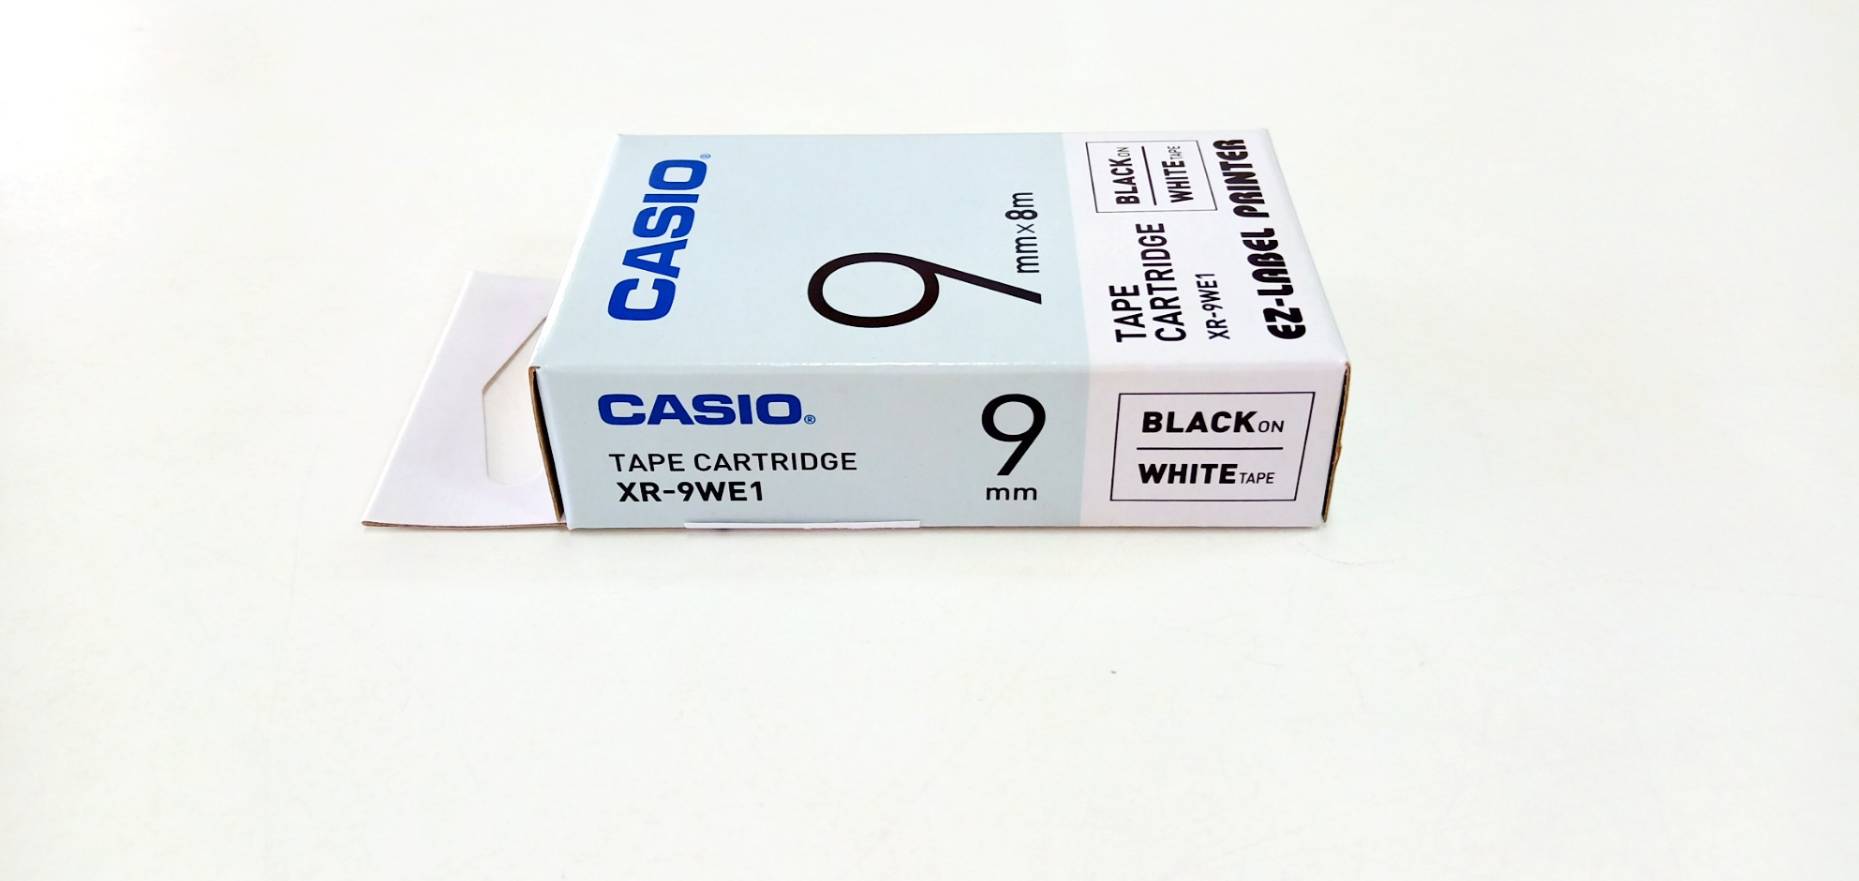 CASIO®
9
mm×8m
BLACK ON
WHITE TAPE
TAPE
CARTRIDGE
XR-9WE1
EZ-LABEL PRINTER
CASIO®
TAPE CARTRIDGE
XR-9WE1
9
mm
BLACK ON
WHITE TAPE